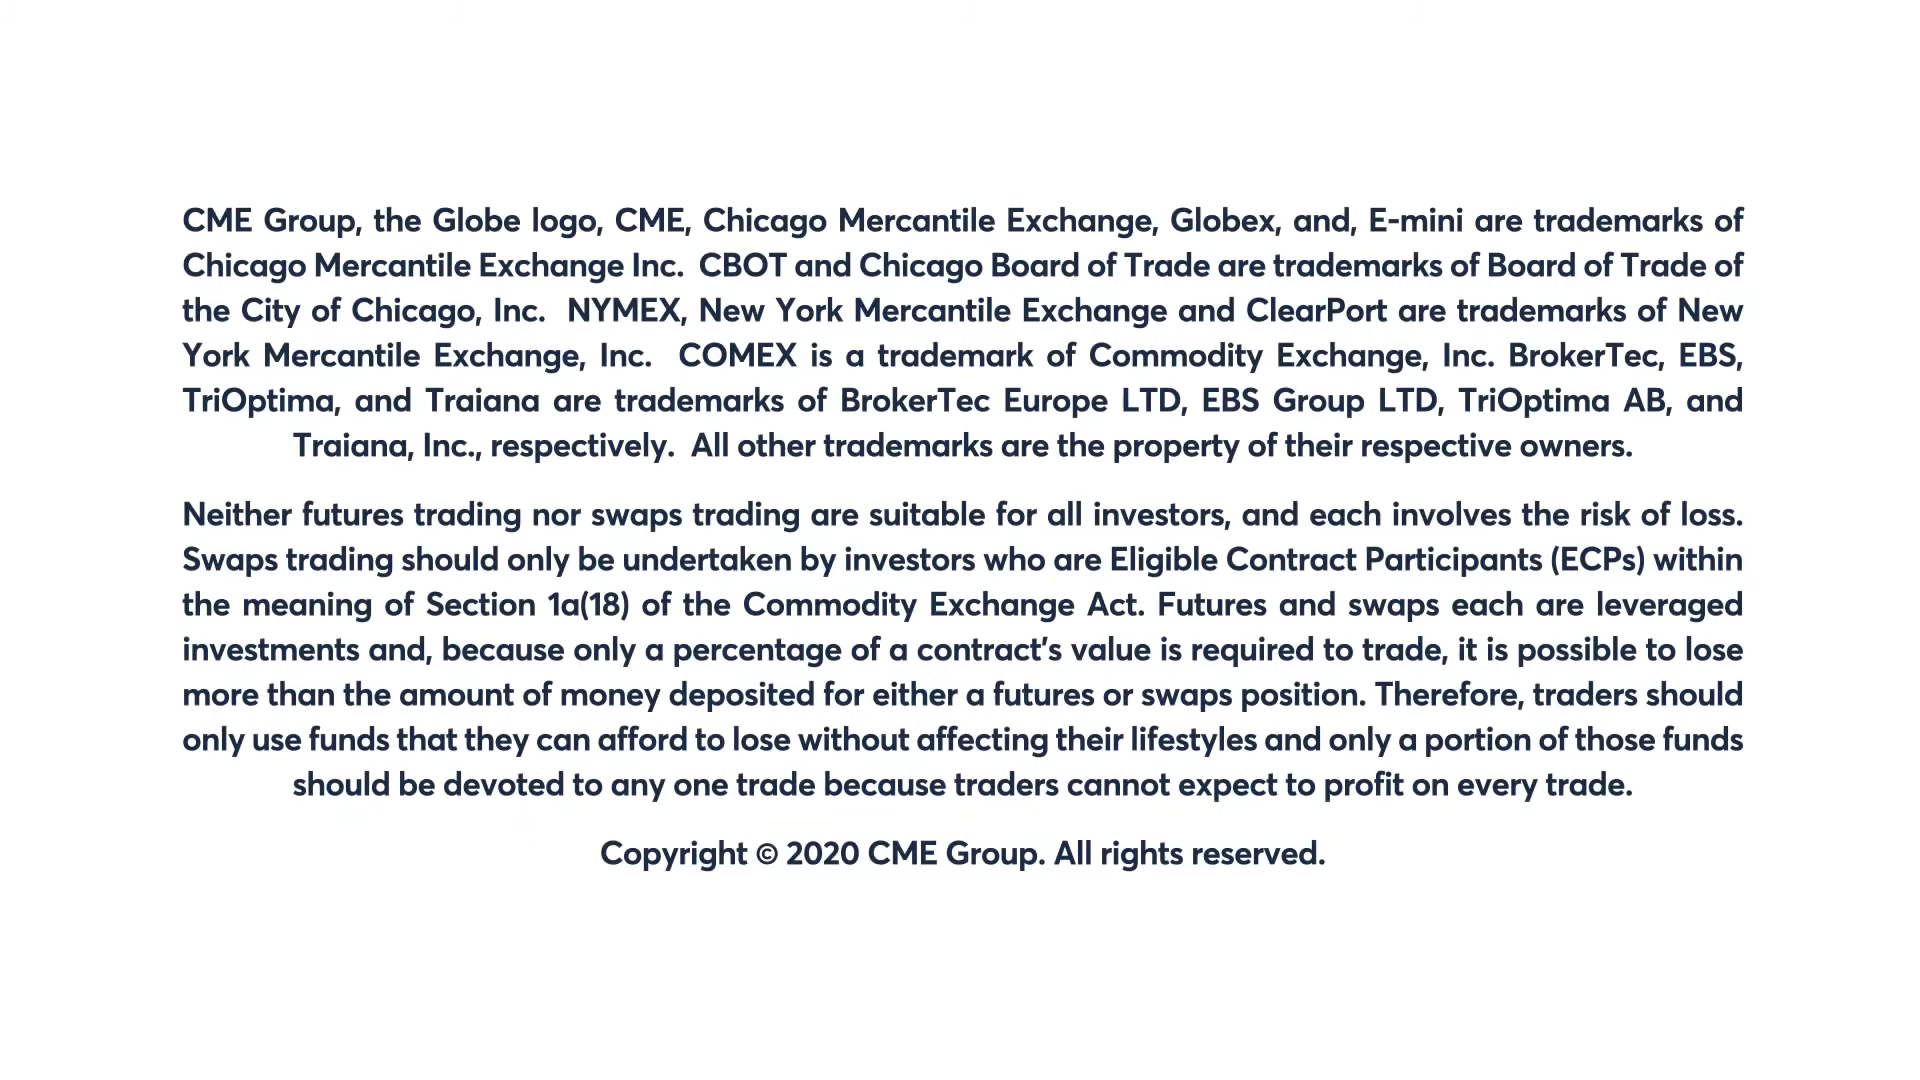 CME Group, the Globe logo, CME, Chicago Mercantile Exchange, Globex, and, E-mini are trademarks of
Chicago Mercantile Exchange Inc.  CBOT and Chicago Board of Trade are trademarks of Board of Trade of
the City of Chicago, Inc.  NYMEX, New York Mercantile Exchange and ClearPort are trademarks of New
York Mercantile Exchange, Inc.  COMEX is a trademark of Commodity Exchange, Inc. BrokerTec, EBS,
TriOptima, and Traiana are trademarks of BrokerTec Europe LTD, EBS Group LTD, TriOptima AB, and
Traiana, Inc., respectively.  All other trademarks are the property of their respective owners.
Neither futures trading nor swaps trading are suitable for all investors, and each involves the risk of loss.
Swaps trading should only be undertaken by investors who are Eligible Contract Participants (ECPs) within
the meaning of Section 1a(18) of the Commodity Exchange Act. Futures and swaps each are leveraged
investments and, because only a percentage of a contract’s value is required to trade, it is possible to lose
more than the amount of money deposited for either a futures or swaps position. Therefore, traders should
only use funds that they can afford to lose without affecting their lifestyles and only a portion of those funds
should be devoted to any one trade because traders cannot expect to profit on every trade.
Copyright © 2020 CME Group. All rights reserved.